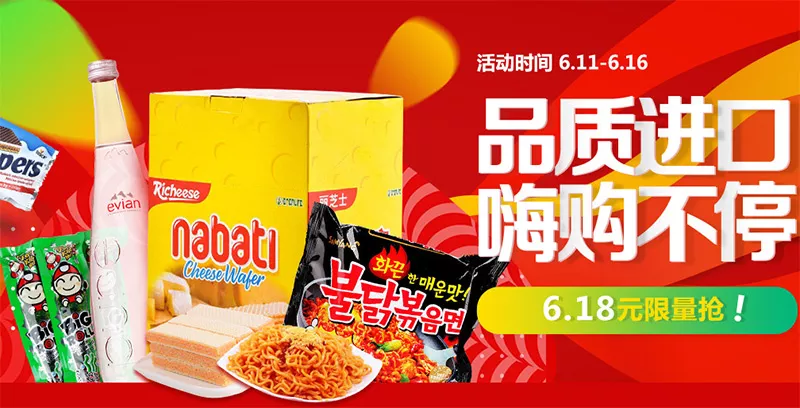 活动时间 6.11-6.16
品质进口
嗨购不停
6.18元限量抢！
evian
Richeese
丽芝士
nabati
Cheese Wafer
화끈한 매운맛!
불닭볶음면
BIG